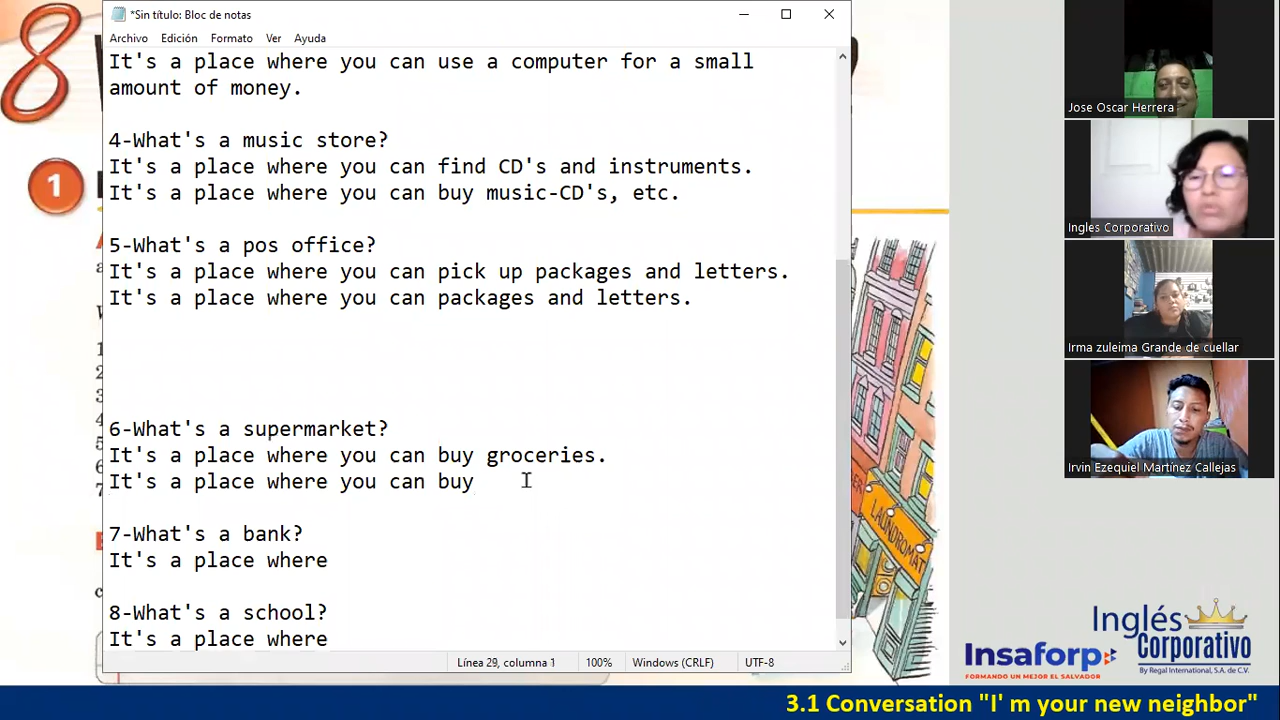 *Sin título: Bloc de notas
Archivo Edición Formato Ver Ayuda
8
It's a place where you can use a computer for a small
amount of money.
4-What's a music store?
It's a place where you can find CD's and instruments.
It's a place where you can buy music-CD's, etc.
5-What's a pos office?
It's a place where you can pick up packages and letters.
It's a place where you can packages and letters.
6-What's a supermarket?
It's a place where you can buy groceries.
It's a place where you can buy
7-What's a bank?
It's a place where
8-What's a school?
It's a place where
Línea 29, columna 1 100% Windows (CRLF) UTF-8
1
LAUNDROMAT
Jose Oscar Herrera
Ingles Corporativo
Irma zuleima Grande de cuellar
Irvin Ezequiel Martínez Callejas
Insaforp
FORMANDO UN MEJOR EL SALVADOR
Inglés
Corporativo
By Regal International, S.A. de C.V.
3.1 Conversation "I' m your new neighbor"